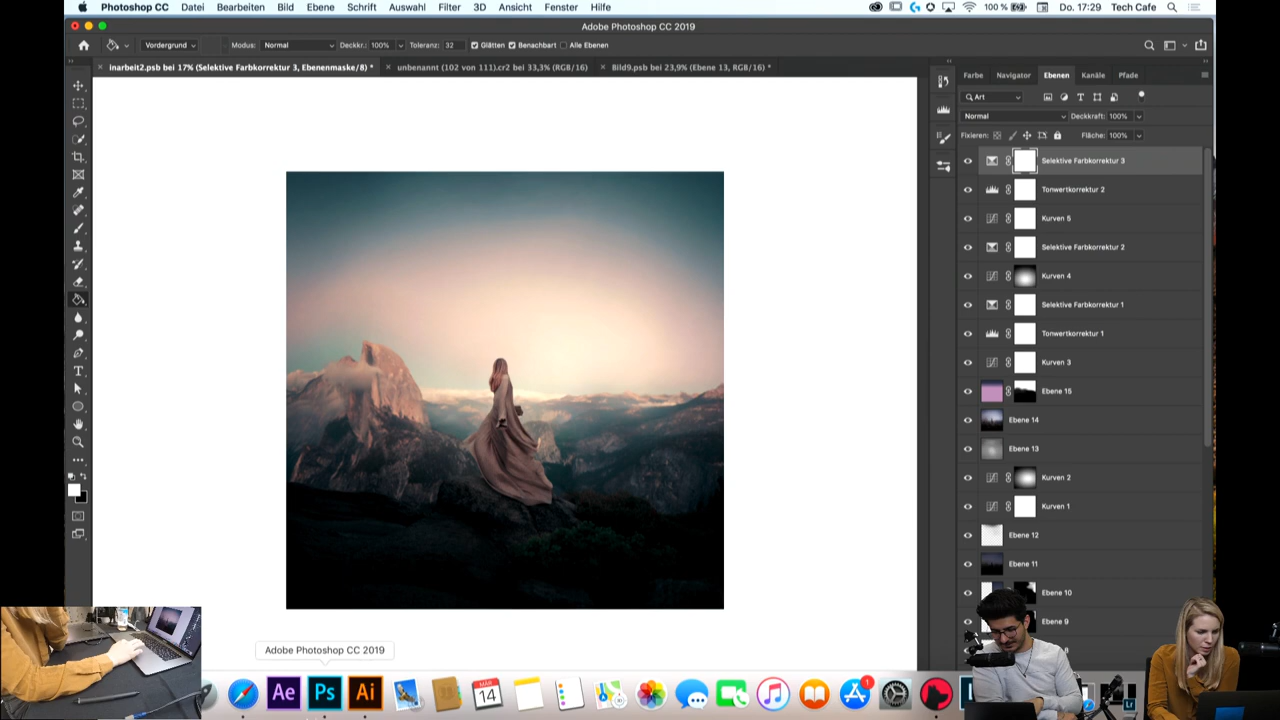 Photoshop CC Datei Bearbeiten Bild Ebene Schrift Auswahl Filter 3D Ansicht Fenster Hilfe 100 % Do. 17:29 Tech Cafe
Adobe Photoshop CC 2019
Vordergrund Modus: Normal Deckkr.: 100% Toleranz: 32 Glätten Benachbart Alle Ebenen
inarbeit2.psb bei 17% (Selektive Farbkorrektur 3, Ebenenmaske/8) * unbenannt (102 von 111).cr2 bei 33,3% (RGB/16) Bild9.psb bei 23,9% (Ebene 13, RGB/16) *
Farbe Navigator Ebenen Kanäle Pfade
Art
Normal Deckkraft: 100%
Fixieren: Fläche: 100%
Selektive Farbkorrektur 3
Tonwertkorrektur 2
Kurven 5
Selektive Farbkorrektur 2
Kurven 4
Selektive Farbkorrektur 1
Tonwertkorrektur 1
Kurven 3
Ebene 15
Ebene 14
Ebene 13
Kurven 2
Kurven 1
Ebene 12
Ebene 11
Ebene 10
Ebene 9
Adobe Photoshop CC 2019
Ae Ps Ai MÄR 14 1 Lr